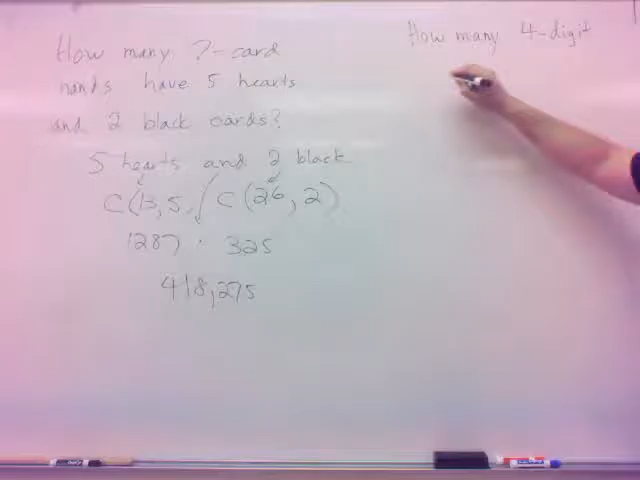 How many 7-card
hands have 5 hearts
and 2 black cards?
5 hearts and 2 black
C(13,5) C(26,2)
1287 · 325
418,275
How many 4-digit